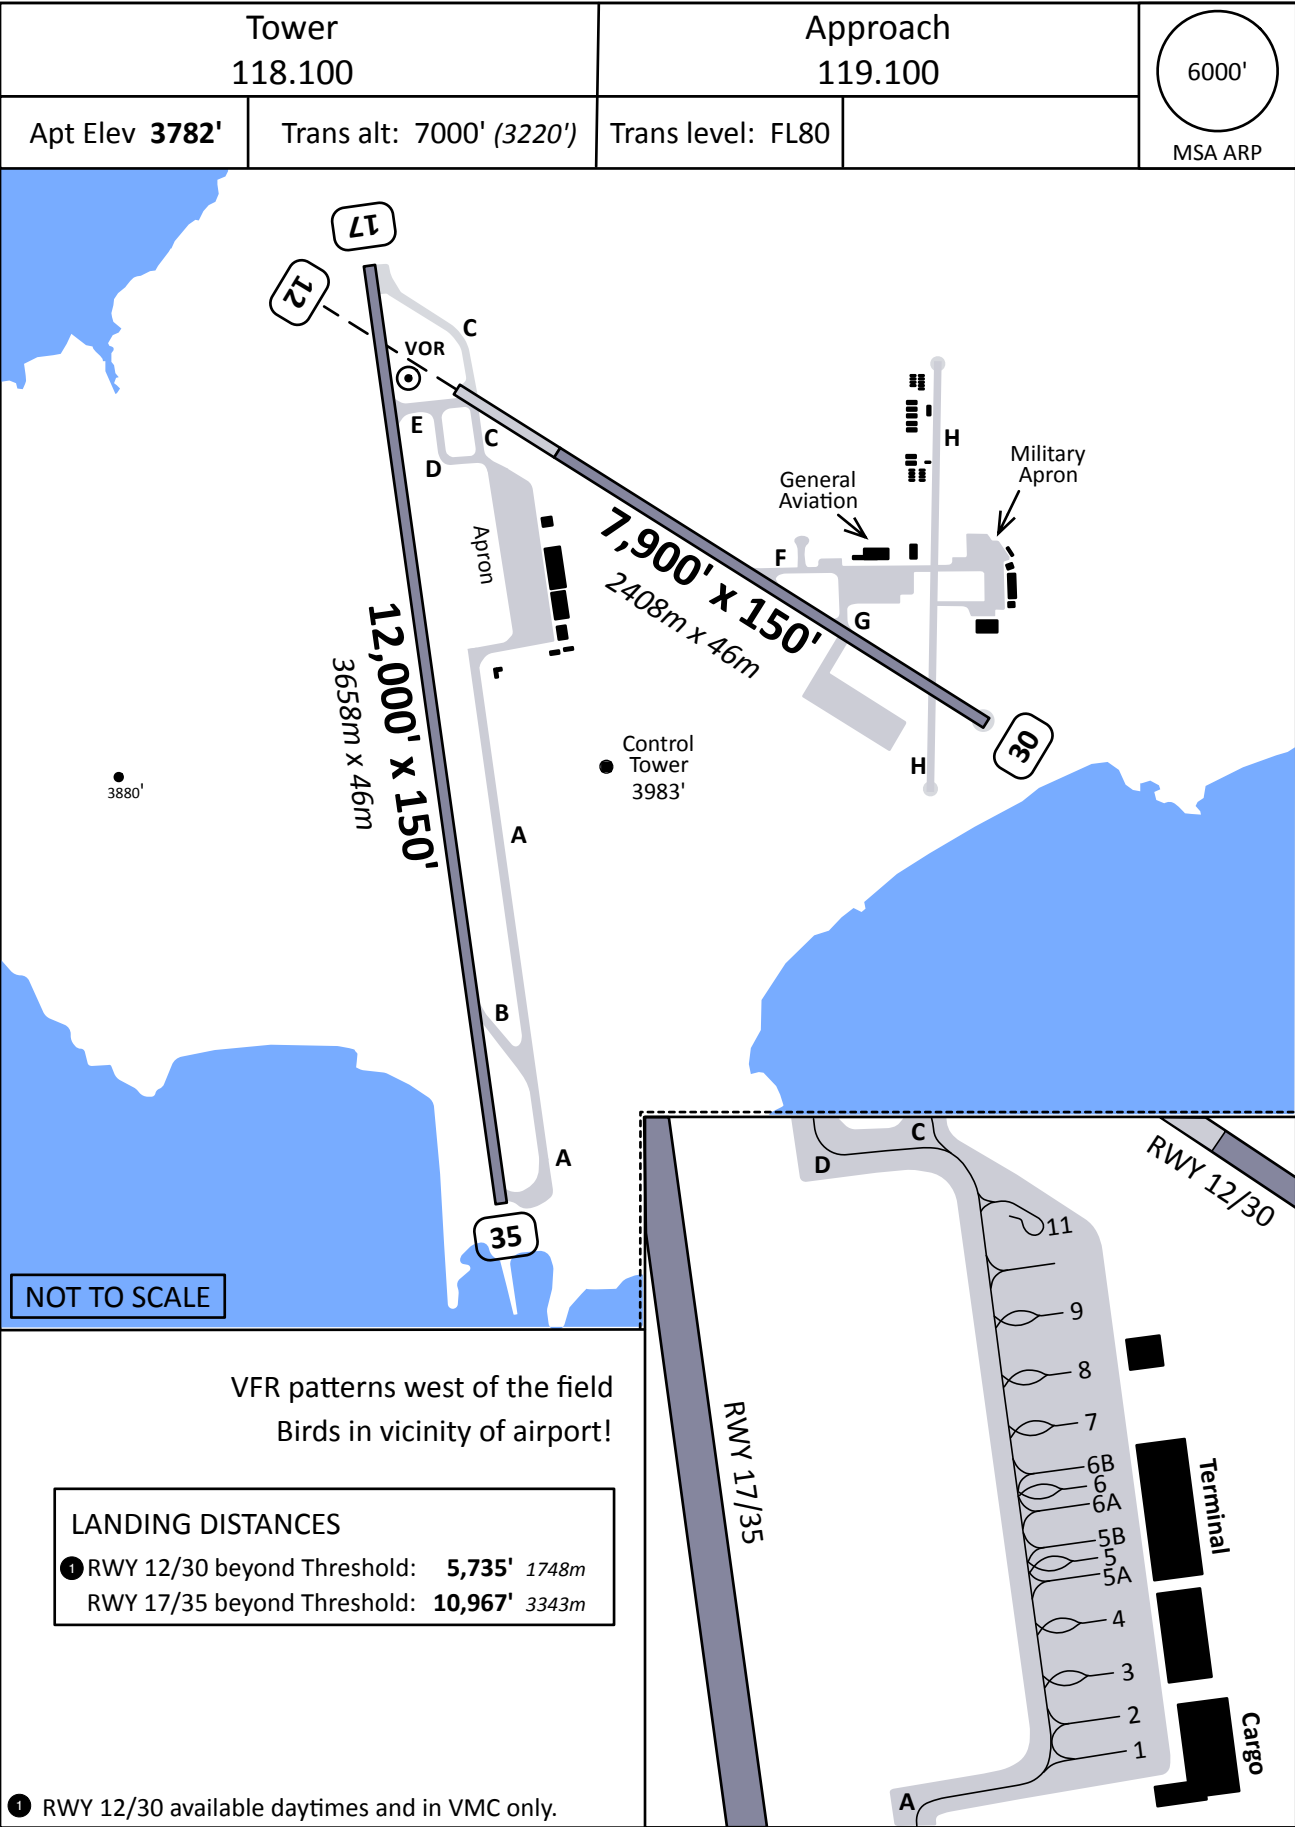 Tower
118.100
Approach
119.100
6000'
MSA ARP
Apt Elev 3782'
Trans alt: 7000' (3220')
Trans level: FL80
17
12
C
VOR
E
C
D
H
Military
Apron
General
Aviation
Apron
F
7,900' x 150'
2408m x 46m
G
12,000' x 150'
3658m x 46m
30
Control
Tower
3983'
H
3880'
A
B
A
35
NOT TO SCALE
C
D
RWY 12/30
11
9
8
7
6B
6
6A
5B
5
5A
4
3
2
1
Terminal
Cargo
RWY 17/35
A
VFR patterns west of the field
Birds in vicinity of airport!
LANDING DISTANCES
1 RWY 12/30 beyond Threshold: 5,735' 1748m
RWY 17/35 beyond Threshold: 10,967' 3343m
1 RWY 12/30 available daytimes and in VMC only.